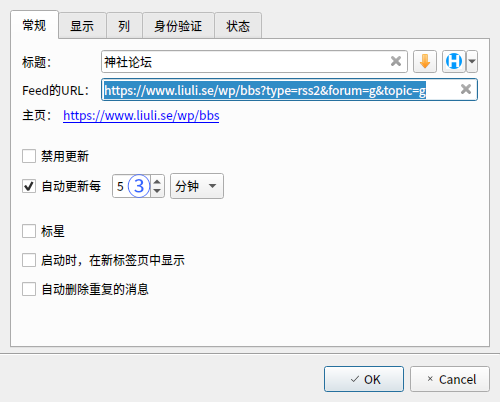 常规 显示 列 身份验证 状态
标题： 神社论坛
Feed的URL： https://www.liuli.se/wp/bbs?type=rss2&forum=g&topic=g
主页： https://www.liuli.se/wp/bbs
禁用更新
自动更新每 5 ③ 分钟
标星
启动时，在新标签页中显示
自动删除重复的消息
OK Cancel